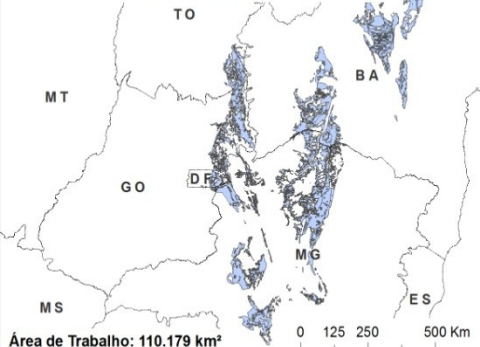 TO
BA
MT
GO
DF
MG
MS
ES
0 125 250 500 Km
Área de Trabalho: 110.179 km²